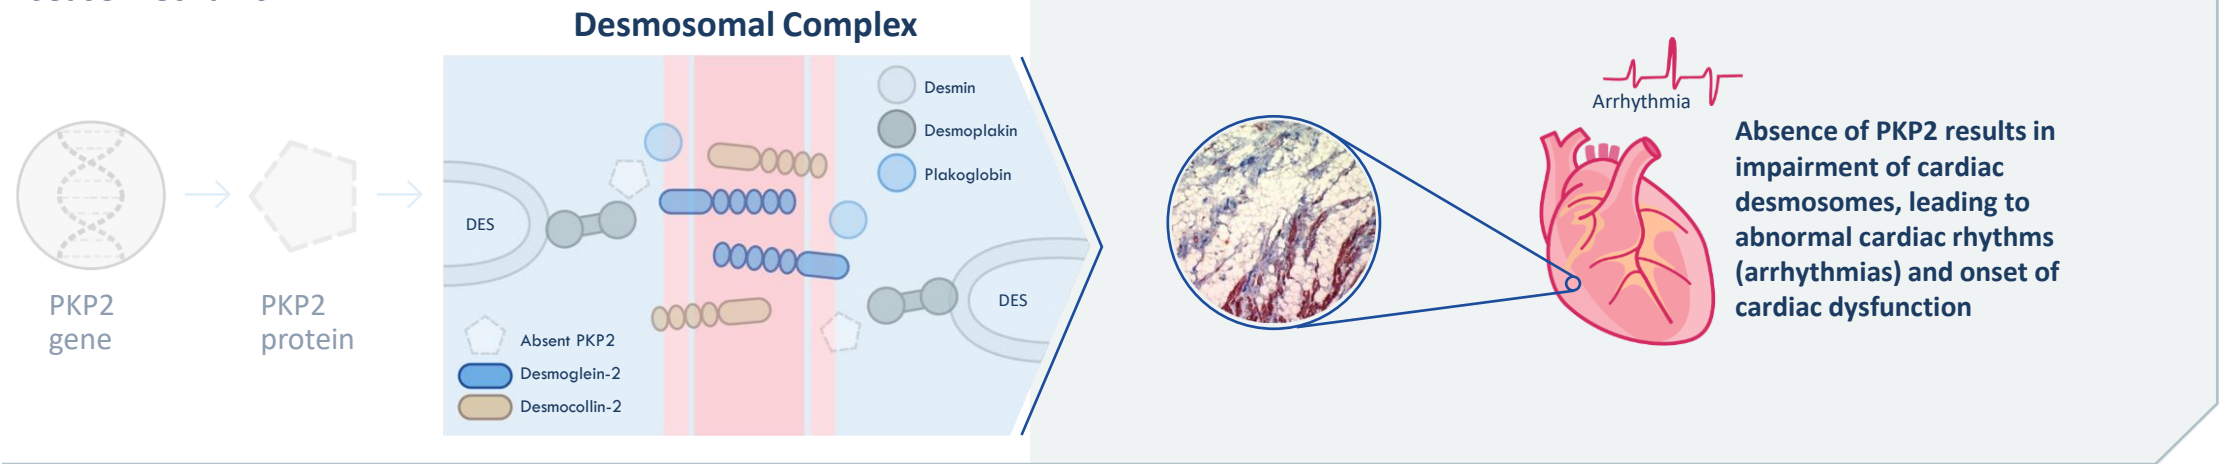 Desmosomal Complex
PKP2
gene
PKP2
protein
DES
Desmin
Desmoplakin
Plakoglobin
DES
Absent PKP2
Desmoglein-2
Desmocollin-2
Arrhythmia
Absence of PKP2 results in
impairment of cardiac
desmosomes, leading to
abnormal cardiac rhythms
(arrhythmias) and onset of
cardiac dysfunction